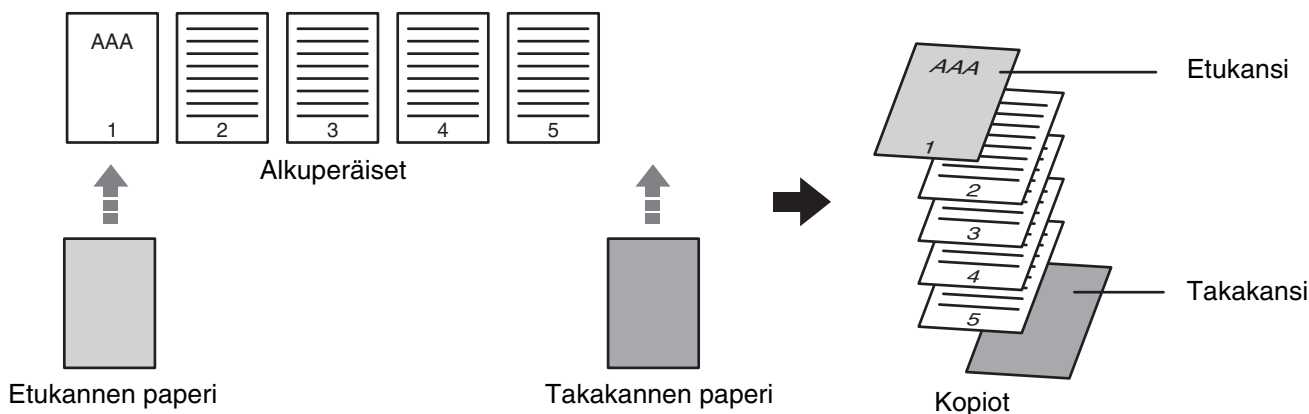 AAA
1
2
3
4
5
Alkuperäiset
Etukannen paperi
Takakannen paperi
AAA
1
2
3
4
5
Etukansi
Takakansi
Kopiot